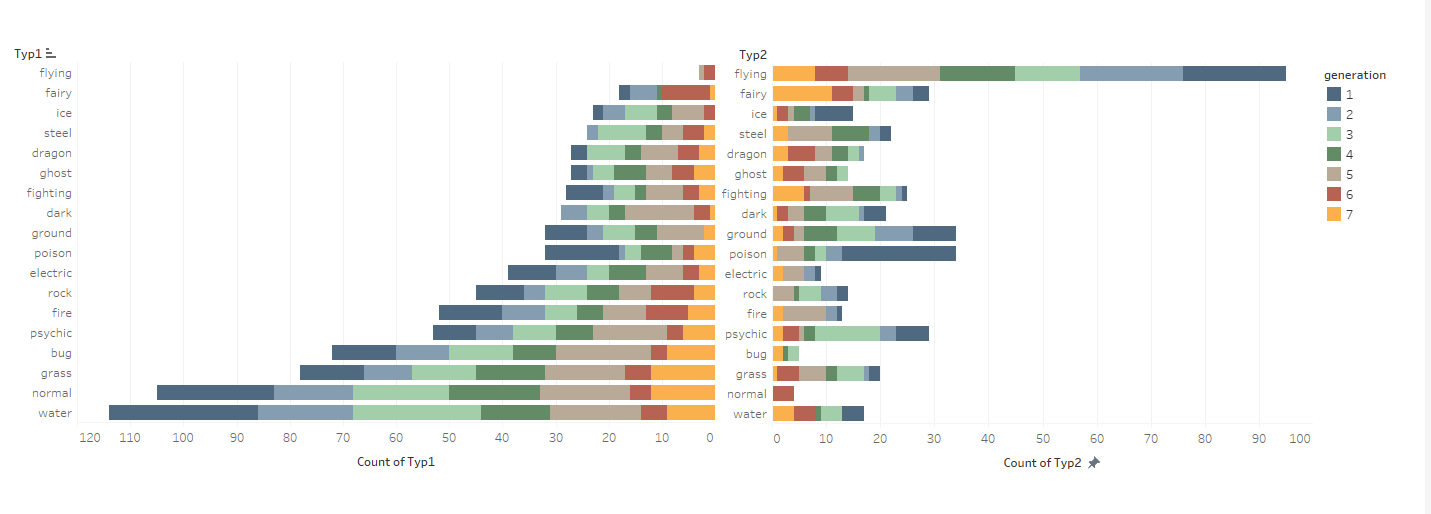 Typ1
flying
fairy
ice
steel
dragon
ghost
fighting
dark
ground
poison
electric
rock
fire
psychic
bug
grass
normal
water
120 110 100 90 80 70 60 50 40 30 20 10 0
Count of Typ1
Typ2
flying
fairy
ice
steel
dragon
ghost
fighting
dark
ground
poison
electric
rock
fire
psychic
bug
grass
normal
water
0 10 20 30 40 50 60 70 80 90 100
Count of Typ2
generation
1
2
3
4
5
6
7